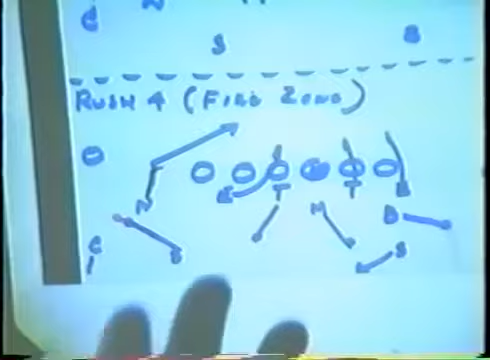 C
S B
RUSH 4 (FIRE ZONE)
N T M T B
C S S